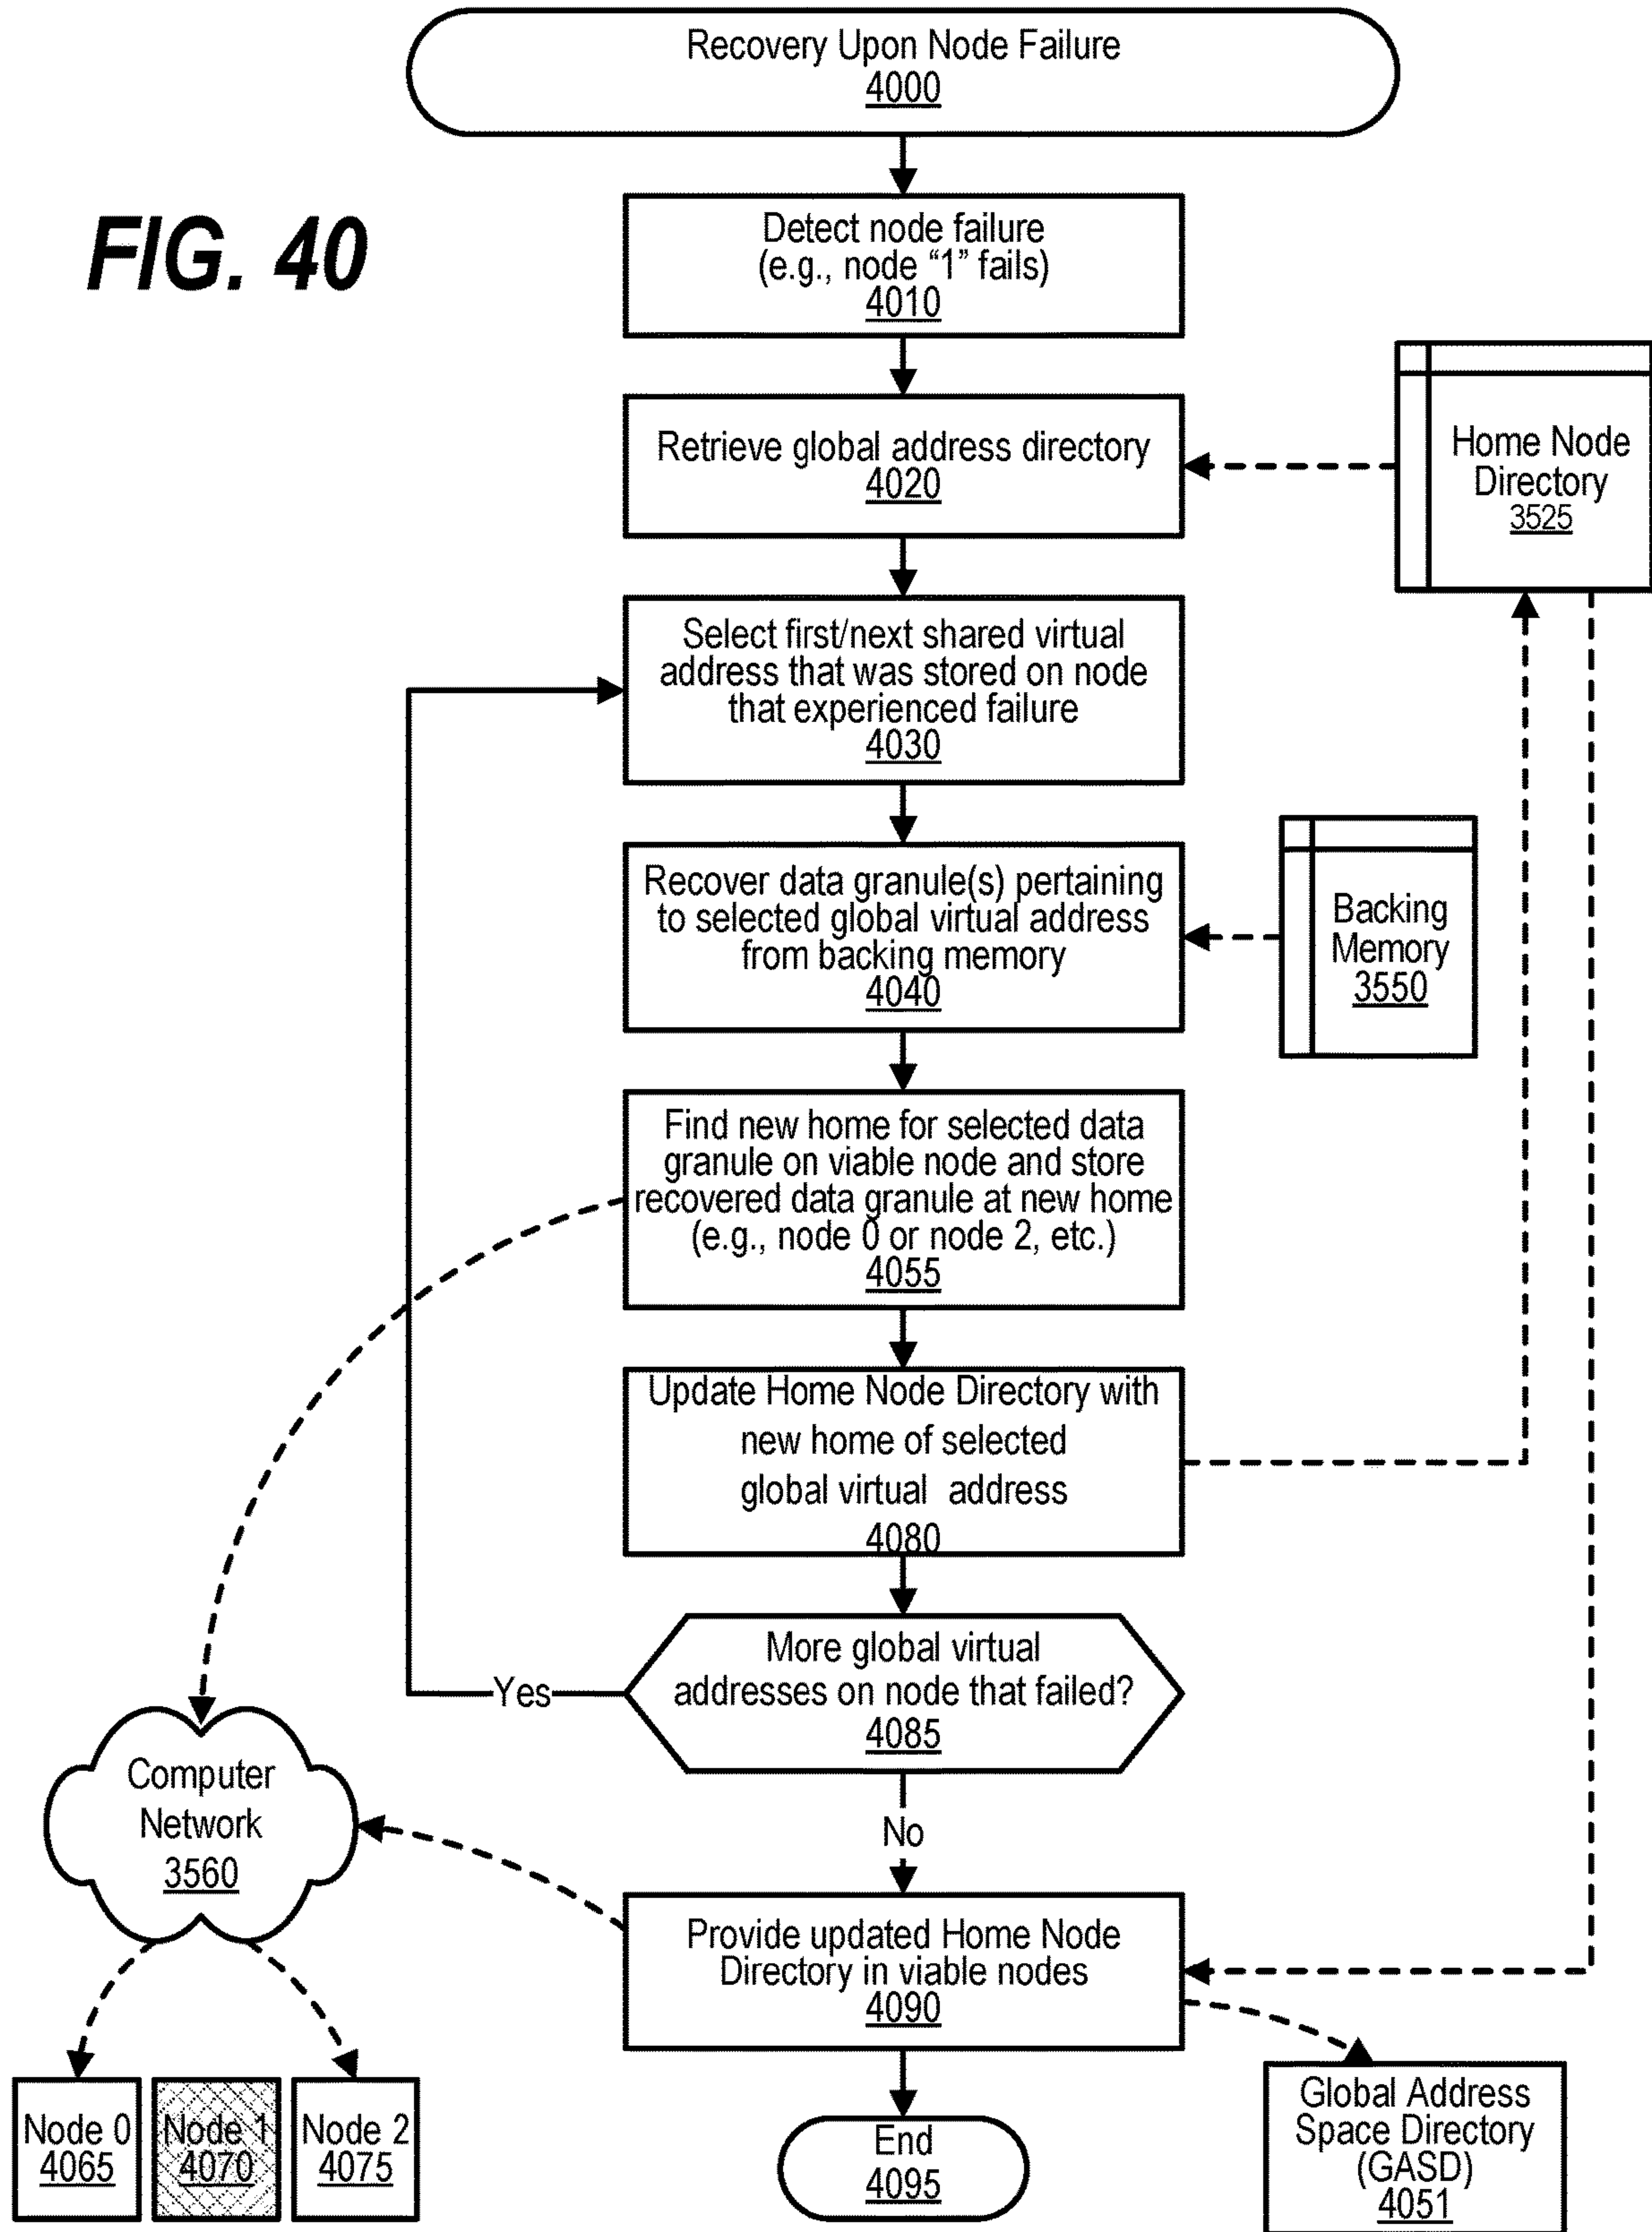 Recovery Upon Node Failure
4000
FIG. 40
Detect node failure
(e.g., node “1” fails)
4010
Retrieve global address directory
4020
Home Node
Directory
3525
Select first/next shared virtual
address that was stored on node
that experienced failure
4030
Recover data granule(s) pertaining
to selected global virtual address
from backing memory
4040
Backing
Memory
3550
Find new home for selected data
granule on viable node and store
recovered data granule at new home
(e.g., node 0 or node 2, etc.)
4055
Update Home Node Directory with
new home of selected
global virtual address
4080
More global virtual
addresses on node that failed?
4085
Yes
No
Computer
Network
3560
Provide updated Home Node
Directory in viable nodes
4090
Node 0
4065
Node 1
4070
Node 2
4075
End
4095
Global Address
Space Directory
(GASD)
4051